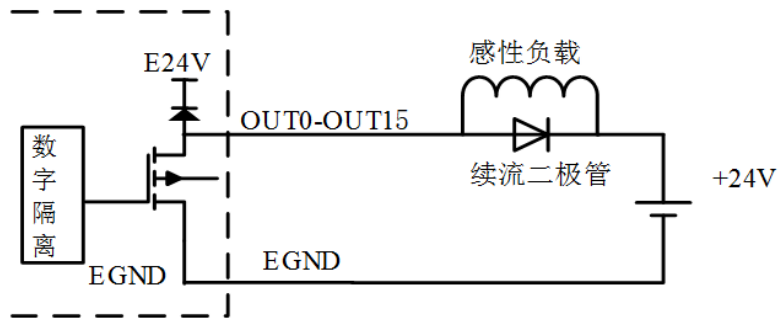 感性负载
E24V
OUT0-OUT15
续流二极管
+24V
数
字
隔
离
EGND
EGND